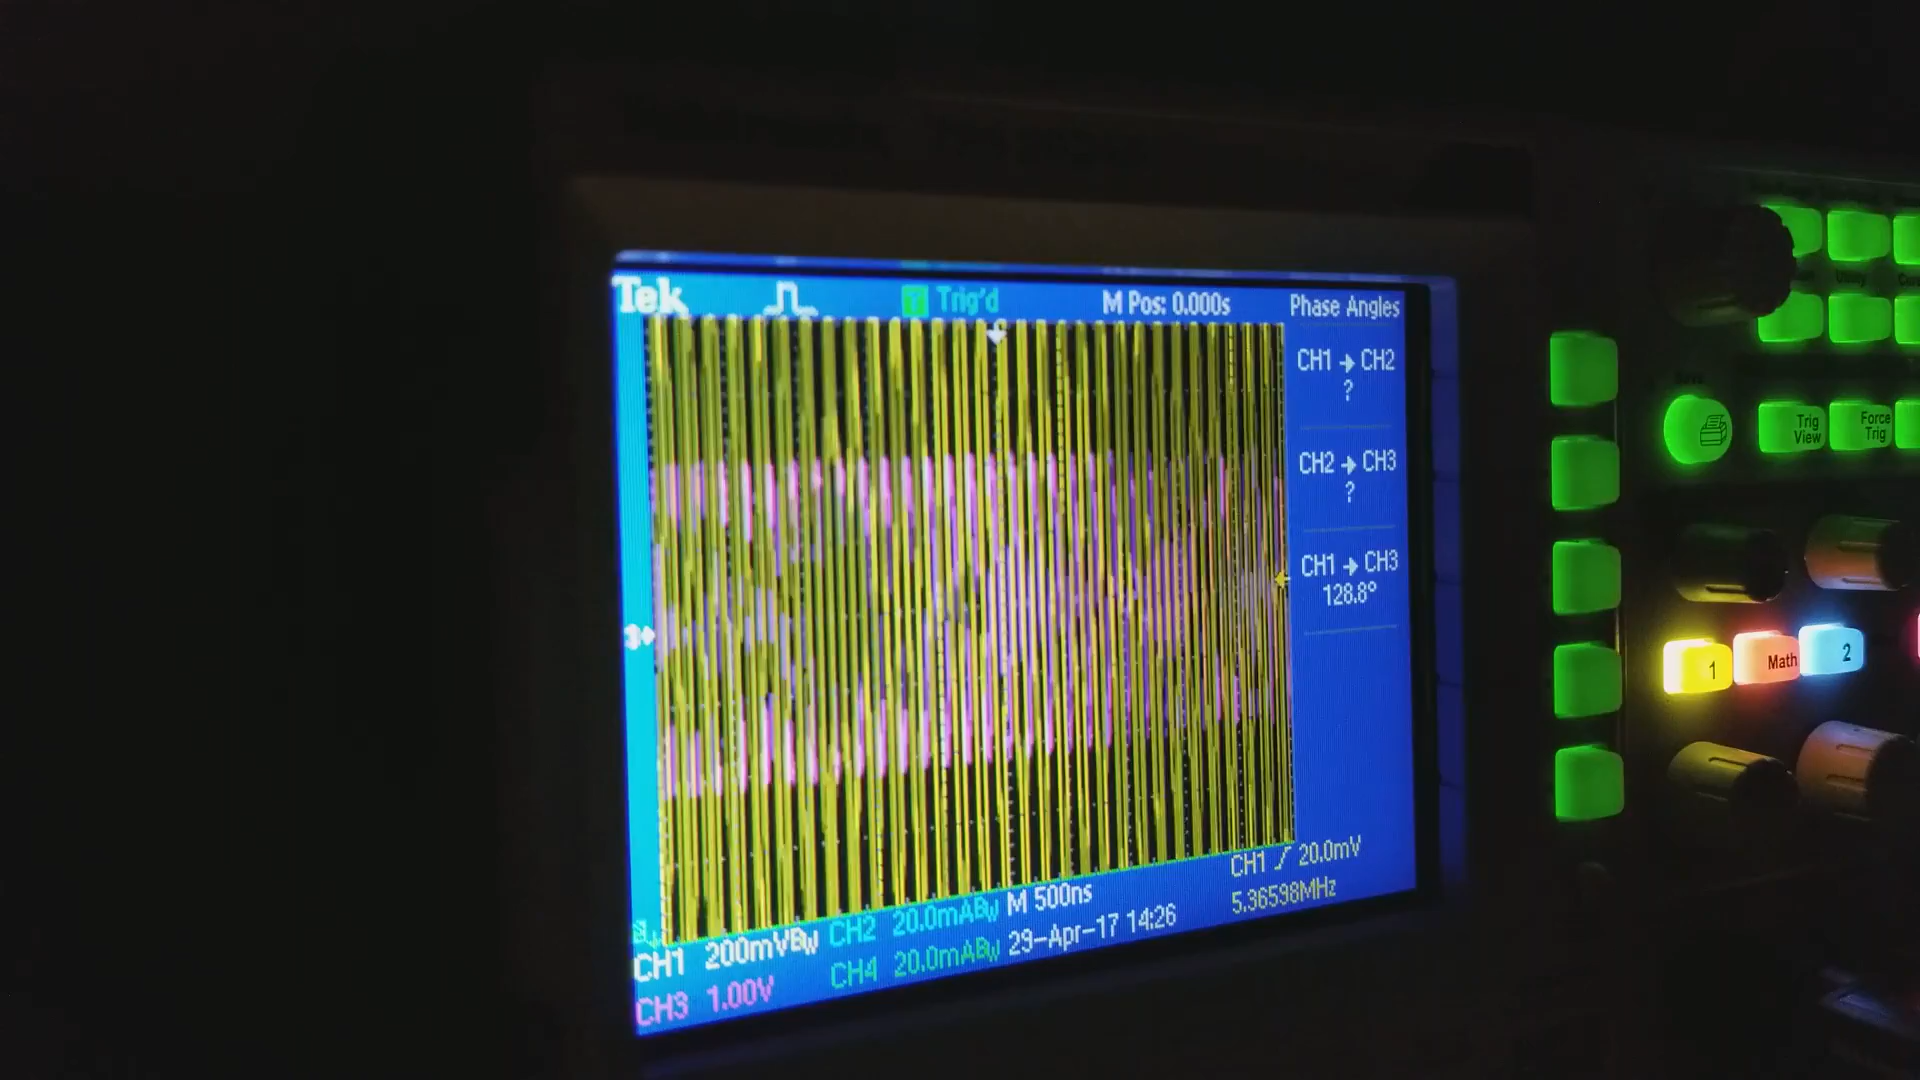 Tek Trig'd M Pos: 0.000s Phase Angles
CH1 → CH2
?
CH2 → CH3
?
CH1 → CH3
128.8°
3
CH1 200mVBW CH2 20.0mABW M 500ns CH1 20.0mV
CH3 1.00V CH4 20.0mABW 29-Apr-17 14:26 5.36598MHz
Trig
View
Force
Trig
1
Math
2